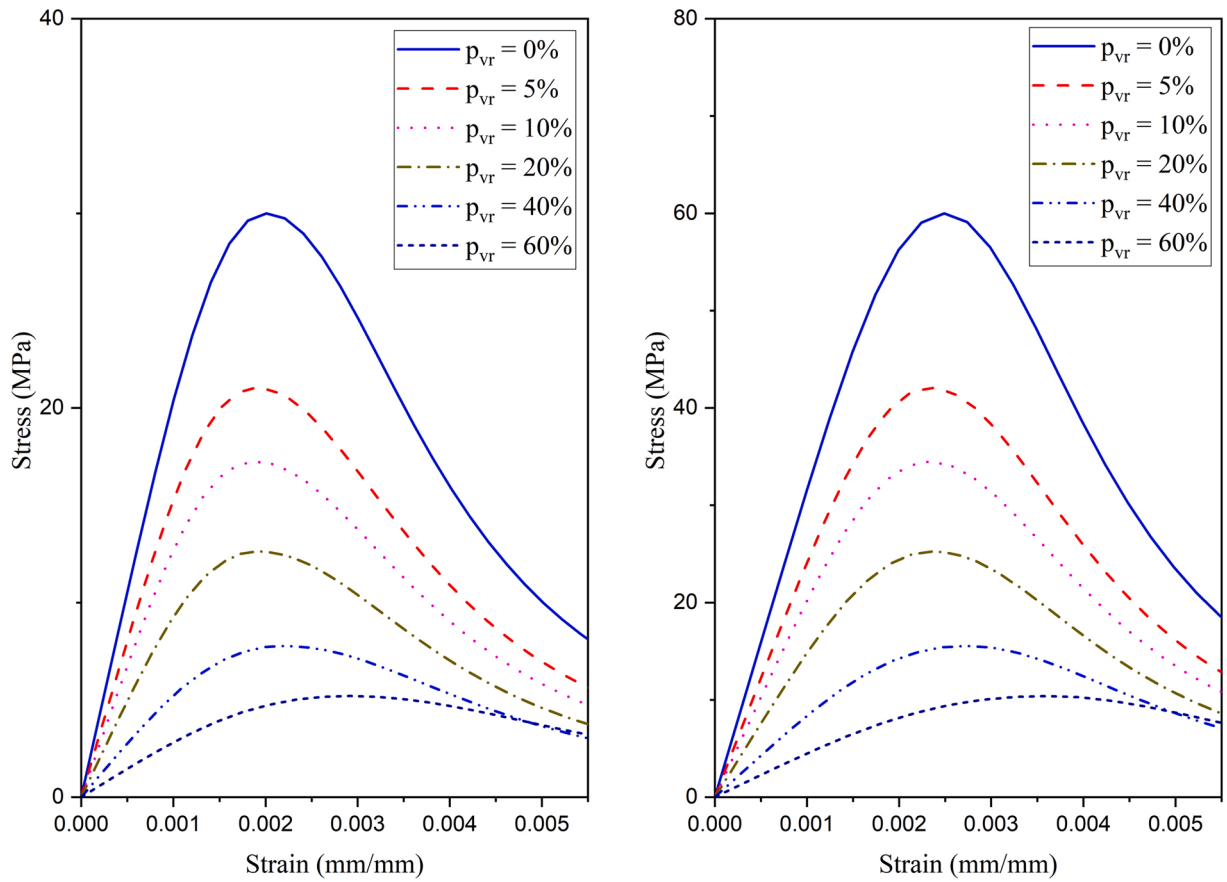 40
20
0
Stress (MPa)
p_vr = 0%
p_vr = 5%
p_vr = 10%
p_vr = 20%
p_vr = 40%
p_vr = 60%
0.000 0.001 0.002 0.003 0.004 0.005
Strain (mm/mm)
80
60
40
20
0
Stress (MPa)
p_vr = 0%
p_vr = 5%
p_vr = 10%
p_vr = 20%
p_vr = 40%
p_vr = 60%
0.000 0.001 0.002 0.003 0.004 0.005
Strain (mm/mm)